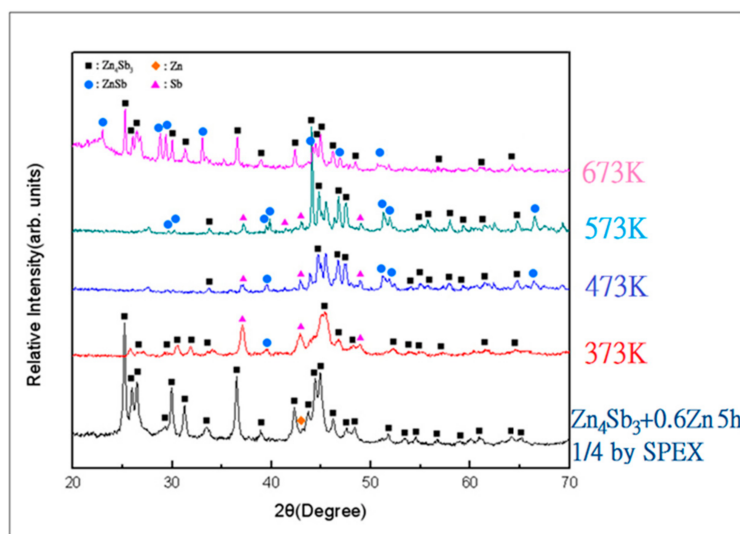 ■ : Zn₄Sb₃ ◆ : Zn
● : ZnSb ▲ : Sb
673K
573K
473K
373K
Zn₄Sb₃+0.6Zn 5h
1/4 by SPEX
Relative Intensity(arb. units)
20 30 40 50 60 70
2θ(Degree)